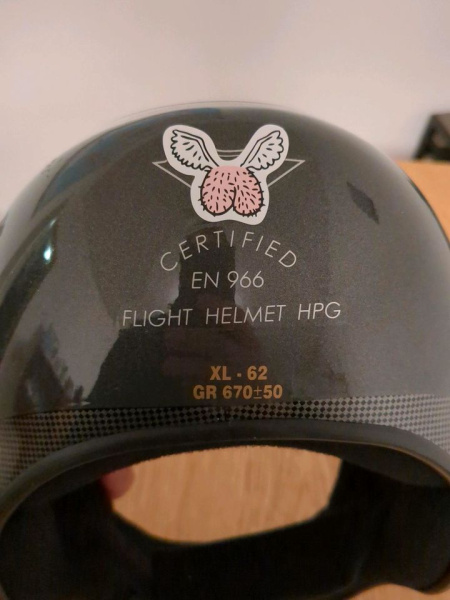 CERTIFIED
EN 966
FLIGHT HELMET HPG
XL - 62
GR 670±50